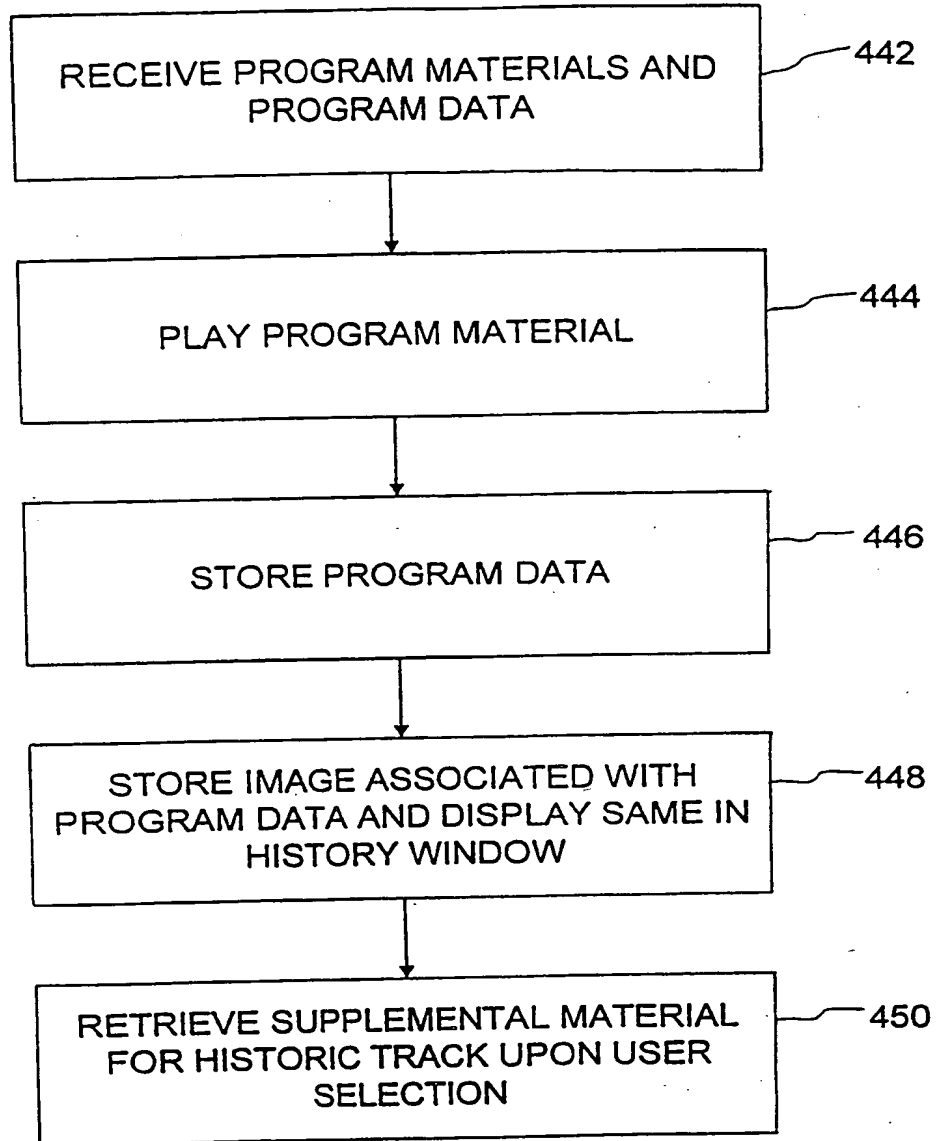 RECEIVE PROGRAM MATERIALS AND
PROGRAM DATA
442
PLAY PROGRAM MATERIAL
444
STORE PROGRAM DATA
446
STORE IMAGE ASSOCIATED WITH
PROGRAM DATA AND DISPLAY SAME IN
HISTORY WINDOW
448
RETRIEVE SUPPLEMENTAL MATERIAL
FOR HISTORIC TRACK UPON USER
SELECTION
450